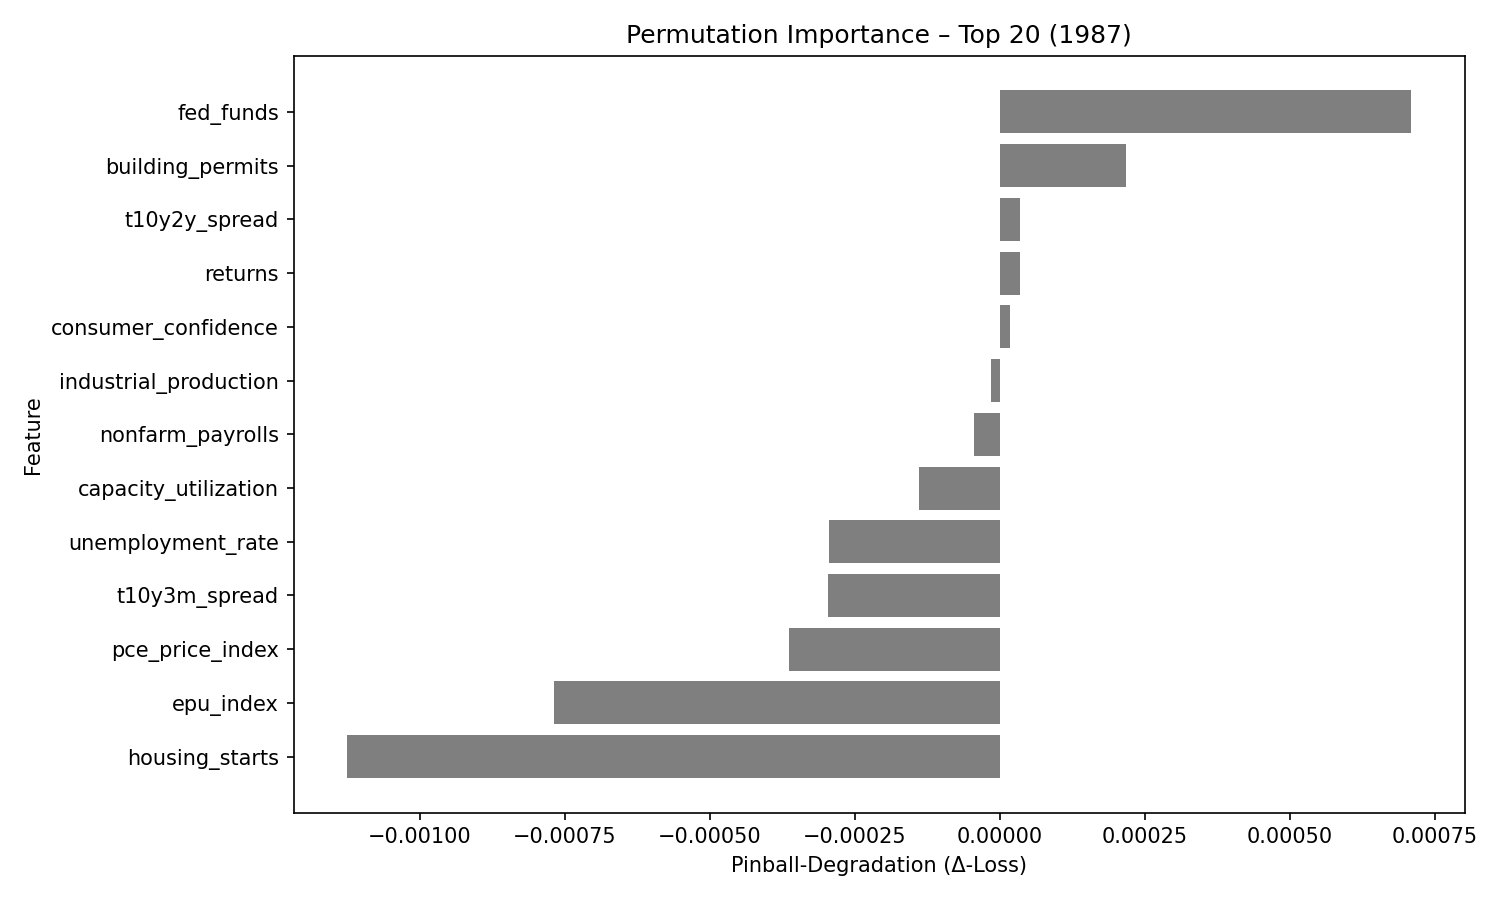 Permutation Importance – Top 20 (1987)
fed_funds
building_permits
t10y2y_spread
returns
consumer_confidence
industrial_production
nonfarm_payrolls
capacity_utilization
unemployment_rate
t10y3m_spread
pce_price_index
epu_index
housing_starts
Feature
−0.00100 −0.00075 −0.00050 −0.00025 0.00000 0.00025 0.00050 0.00075
Pinball-Degradation (Δ-Loss)